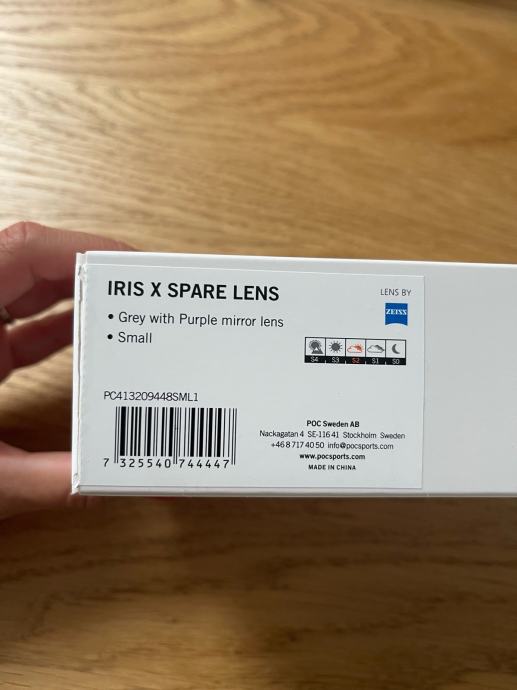 IRIS X SPARE LENS
• Grey with Purple mirror lens
• Small
LENS BY
ZEISS
S4 S3 S2 S1 S0
PC413209448SML1
7 325540 744447
POC Sweden AB
Nackagatan 4 SE-116 41 Stockholm Sweden
+46 8 717 40 50 info@pocsports.com
www.pocsports.com
MADE IN CHINA